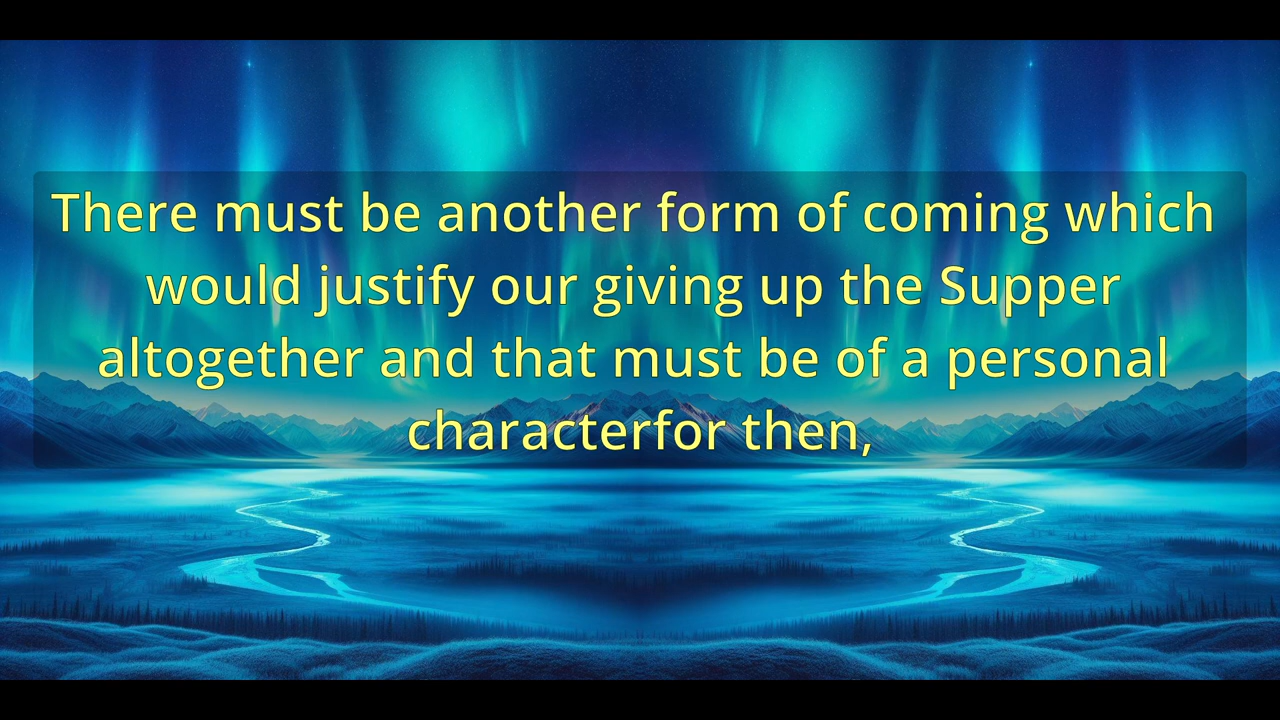 There must be another form of coming which
would justify our giving up the Supper
altogether and that must be of a personal
characterfor then,